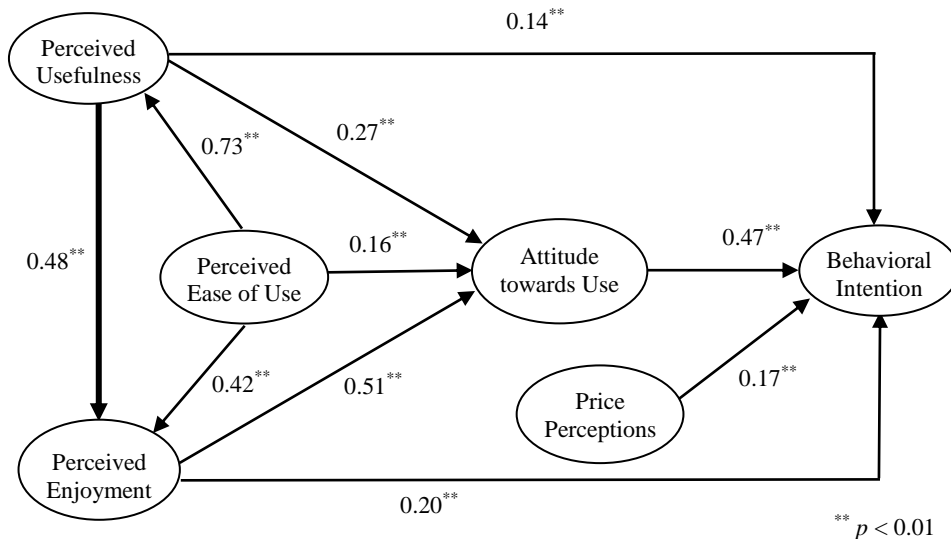 0.14**
Perceived
Usefulness
0.27**
0.73**
0.48**
Perceived
Ease of Use
0.16**
Attitude
towards Use
0.47**
Behavioral
Intention
0.42**
0.51**
Price
Perceptions
0.17**
Perceived
Enjoyment
0.20**
** p < 0.01